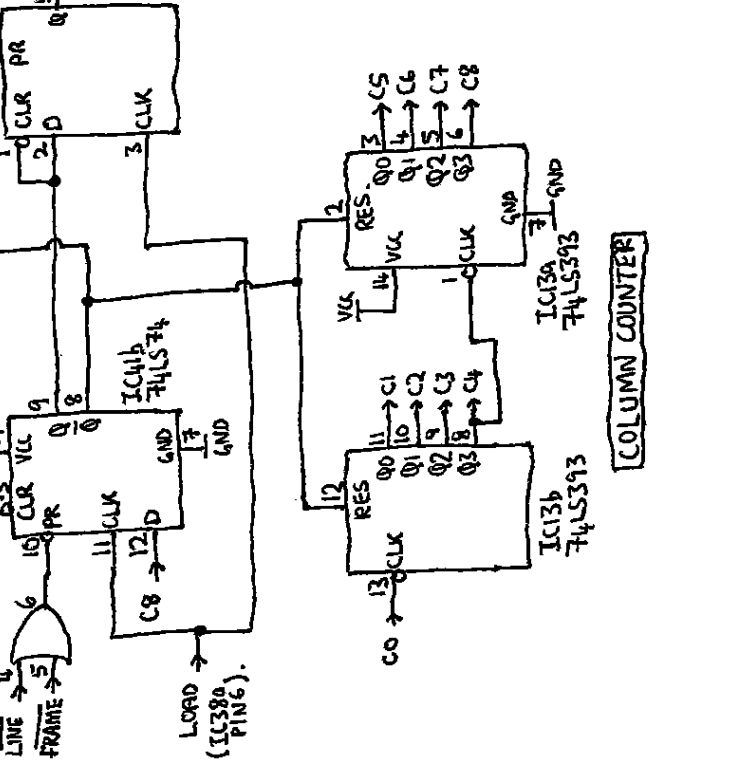 Q
PR
CLR
D
CLK
1
2
3
3
4
5
6
C5
C6
C7
C8
Q0
Q1
Q2
Q3
2
RES.
VCC
CLK
GND
7
GND
14
VCC
1
IC13a
74LS393
COLUMN COUNTER
9
8
IC41b
74LS74
Q
Q̅
VCC
CLR
PR
CLK
D
GND
7
GND
10
11
12
C8
6
4
5
LINE
FRAME
LOAD
(IC38a
PIN6).
C1
C2
C3
C4
11
10
9
8
Q0
Q1
Q2
Q3
12
RES
CLK
13
C0
IC13b
74LS393